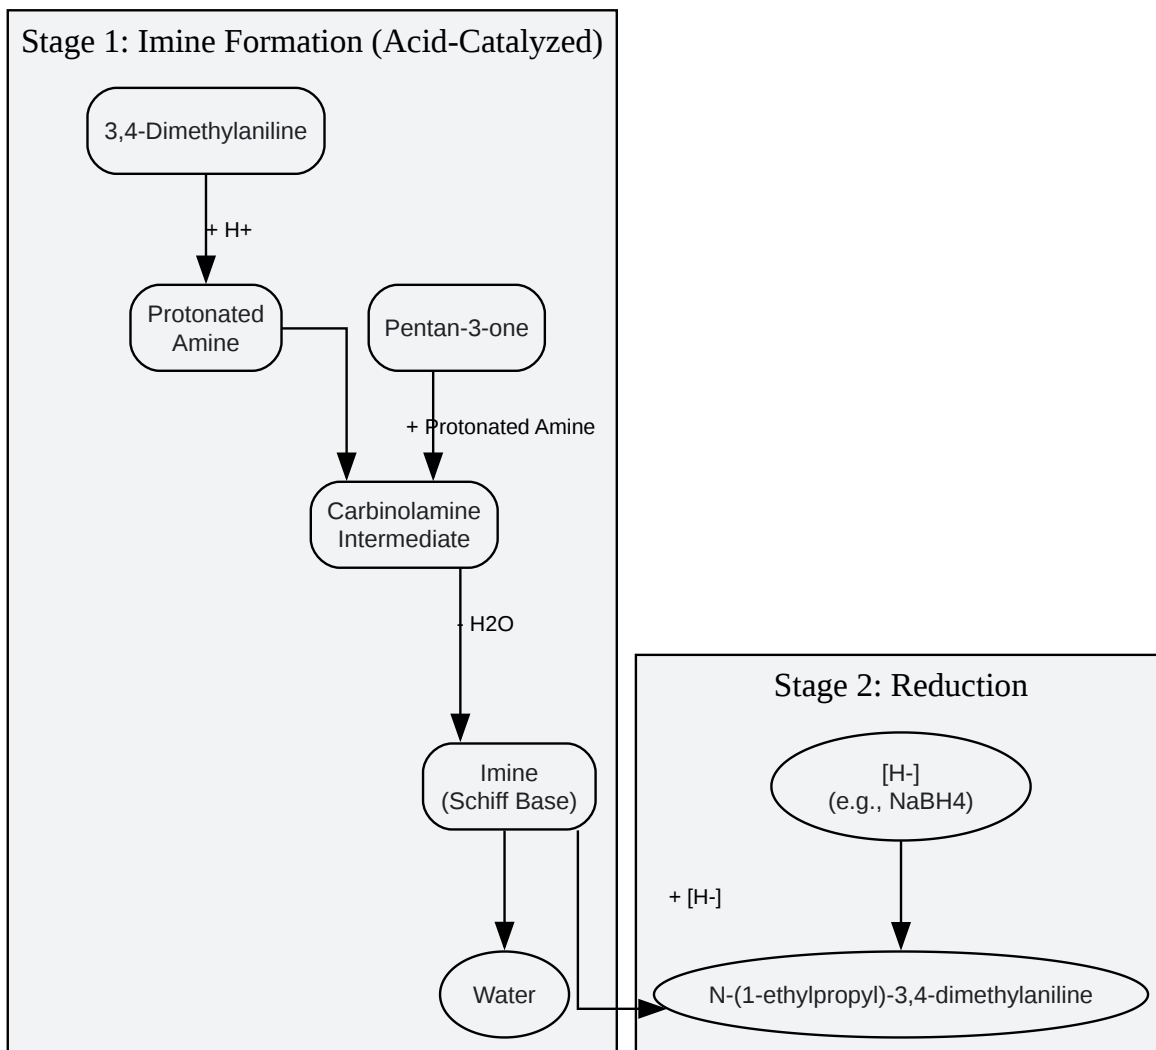 Stage 1: Imine Formation (Acid-Catalyzed)
3,4-Dimethylaniline
+ H+
Protonated
Amine
Pentan-3-one
+ Protonated Amine
Carbinolamine
Intermediate
- H2O
Imine
(Schiff Base)
Water
Stage 2: Reduction
[H-]
(e.g., NaBH4)
+ [H-]
N-(1-ethylpropyl)-3,4-dimethylaniline